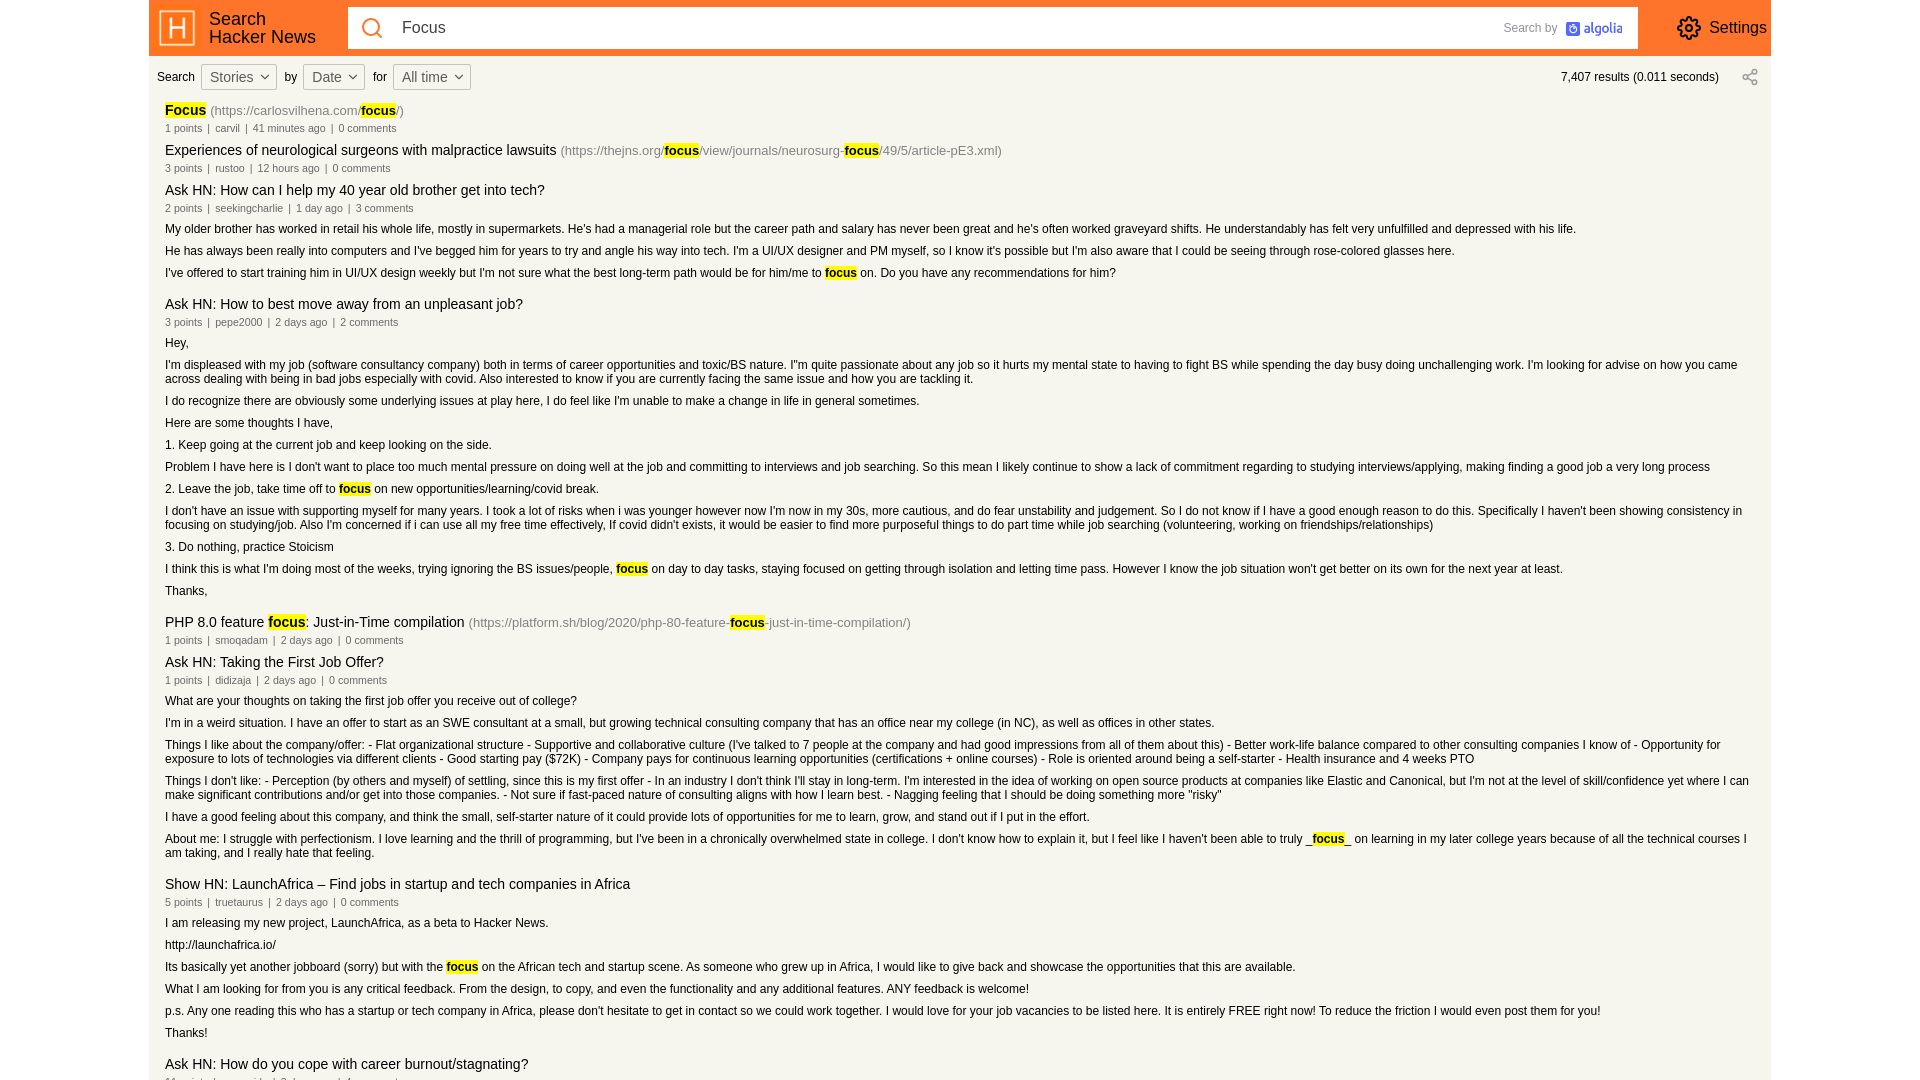 Search
Hacker News
Focus
Search by algolia
Settings
Search Stories by Date for All time
7,407 results (0.011 seconds)
Focus (https://carlosvilhena.com/focus/)
1 points | carvil | 41 minutes ago | 0 comments
Experiences of neurological surgeons with malpractice lawsuits (https://thejns.org/focus/view/journals/neurosurg-focus/49/5/article-pE3.xml)
3 points | rustoo | 12 hours ago | 0 comments
Ask HN: How can I help my 40 year old brother get into tech?
2 points | seekingcharlie | 1 day ago | 3 comments
My older brother has worked in retail his whole life, mostly in supermarkets. He's had a managerial role but the career path and salary has never been great and he's often worked graveyard shifts. He understandably has felt very unfulfilled and depressed with his life.
He has always been really into computers and I've begged him for years to try and angle his way into tech. I'm a UI/UX designer and PM myself, so I know it's possible but I'm also aware that I could be seeing through rose-colored glasses here.
I've offered to start training him in UI/UX design weekly but I'm not sure what the best long-term path would be for him/me to focus on. Do you have any recommendations for him?
Ask HN: How to best move away from an unpleasant job?
3 points | pepe2000 | 2 days ago | 2 comments
Hey,
I'm displeased with my job (software consultancy company) both in terms of career opportunities and toxic/BS nature. I"m quite passionate about any job so it hurts my mental state to having to fight BS while spending the day busy doing unchallenging work. I'm looking for advise on how you came
across dealing with being in bad jobs especially with covid. Also interested to know if you are currently facing the same issue and how you are tackling it.
I do recognize there are obviously some underlying issues at play here, I do feel like I'm unable to make a change in life in general sometimes.
Here are some thoughts I have,
1. Keep going at the current job and keep looking on the side.
Problem I have here is I don't want to place too much mental pressure on doing well at the job and committing to interviews and job searching. So this mean I likely continue to show a lack of commitment regarding to studying interviews/applying, making finding a good job a very long process
2. Leave the job, take time off to focus on new opportunities/learning/covid break.
I don't have an issue with supporting myself for many years. I took a lot of risks when i was younger however now I'm now in my 30s, more cautious, and do fear unstability and judgement. So I do not know if I have a good enough reason to do this. Specifically I haven't been showing consistency in
focusing on studying/job. Also I'm concerned if i can use all my free time effectively, If covid didn't exists, it would be easier to find more purposeful things to do part time while job searching (volunteering, working on friendships/relationships)
3. Do nothing, practice Stoicism
I think this is what I'm doing most of the weeks, trying ignoring the BS issues/people, focus on day to day tasks, staying focused on getting through isolation and letting time pass. However I know the job situation won't get better on its own for the next year at least.
Thanks,
PHP 8.0 feature focus: Just-in-Time compilation (https://platform.sh/blog/2020/php-80-feature-focus-just-in-time-compilation/)
1 points | smoqadam | 2 days ago | 0 comments
Ask HN: Taking the First Job Offer?
1 points | didizaja | 2 days ago | 0 comments
What are your thoughts on taking the first job offer you receive out of college?
I'm in a weird situation. I have an offer to start as an SWE consultant at a small, but growing technical consulting company that has an office near my college (in NC), as well as offices in other states.
Things I like about the company/offer: - Flat organizational structure - Supportive and collaborative culture (I've talked to 7 people at the company and had good impressions from all of them about this) - Better work-life balance compared to other consulting companies I know of - Opportunity for
exposure to lots of technologies via different clients - Good starting pay ($72K) - Company pays for continuous learning opportunities (certifications + online courses) - Role is oriented around being a self-starter - Health insurance and 4 weeks PTO
Things I don't like: - Perception (by others and myself) of settling, since this is my first offer - In an industry I don't think I'll stay in long-term. I'm interested in the idea of working on open source products at companies like Elastic and Canonical, but I'm not at the level of skill/confidence yet where I can
make significant contributions and/or get into those companies. - Not sure if fast-paced nature of consulting aligns with how I learn best. - Nagging feeling that I should be doing something more "risky"
I have a good feeling about this company, and think the small, self-starter nature of it could provide lots of opportunities for me to learn, grow, and stand out if I put in the effort.
About me: I struggle with perfectionism. I love learning and the thrill of programming, but I've been in a chronically overwhelmed state in college. I don't know how to explain it, but I feel like I haven't been able to truly _focus_ on learning in my later college years because of all the technical courses I
am taking, and I really hate that feeling.
Show HN: LaunchAfrica – Find jobs in startup and tech companies in Africa
5 points | truetaurus | 2 days ago | 0 comments
I am releasing my new project, LaunchAfrica, as a beta to Hacker News.
http://launchafrica.io/
Its basically yet another jobboard (sorry) but with the focus on the African tech and startup scene. As someone who grew up in Africa, I would like to give back and showcase the opportunities that this are available.
What I am looking for from you is any critical feedback. From the design, to copy, and even the functionality and any additional features. ANY feedback is welcome!
p.s. Any one reading this who has a startup or tech company in Africa, please don't hesitate to get in contact so we could work together. I would love for your job vacancies to be listed here. It is entirely FREE right now! To reduce the friction I would even post them for you!
Thanks!
Ask HN: How do you cope with career burnout/stagnating?